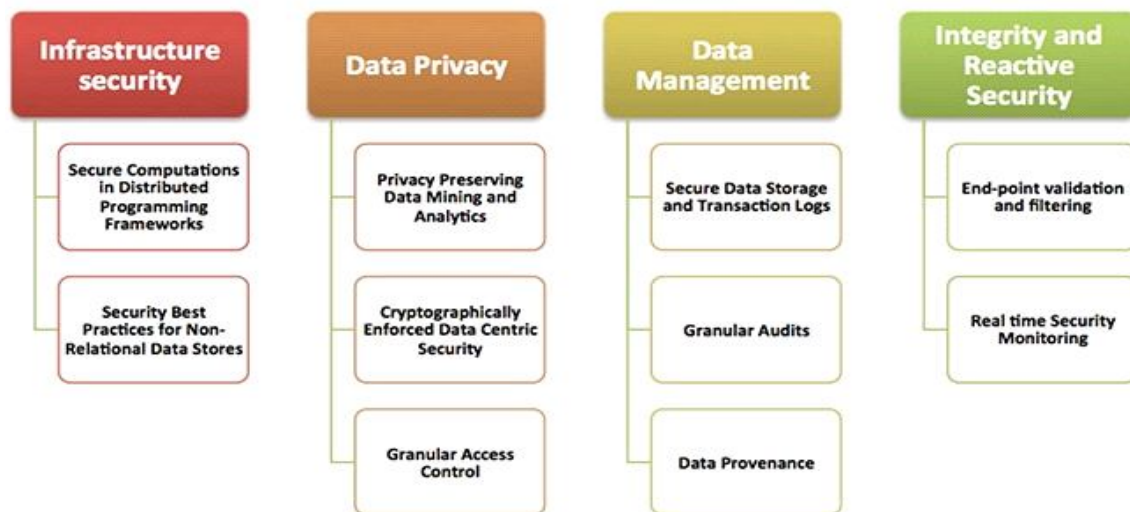 Infrastructure
security
Secure Computations
in Distributed
Programming
Frameworks
Security Best
Practices for Non-
Relational Data Stores
Data Privacy
Privacy Preserving
Data Mining and
Analytics
Cryptographically
Enforced Data Centric
Security
Granular Access
Control
Data
Management
Secure Data Storage
and Transaction Logs
Granular Audits
Data Provenance
Integrity and
Reactive
Security
End-point validation
and filtering
Real time Security
Monitoring